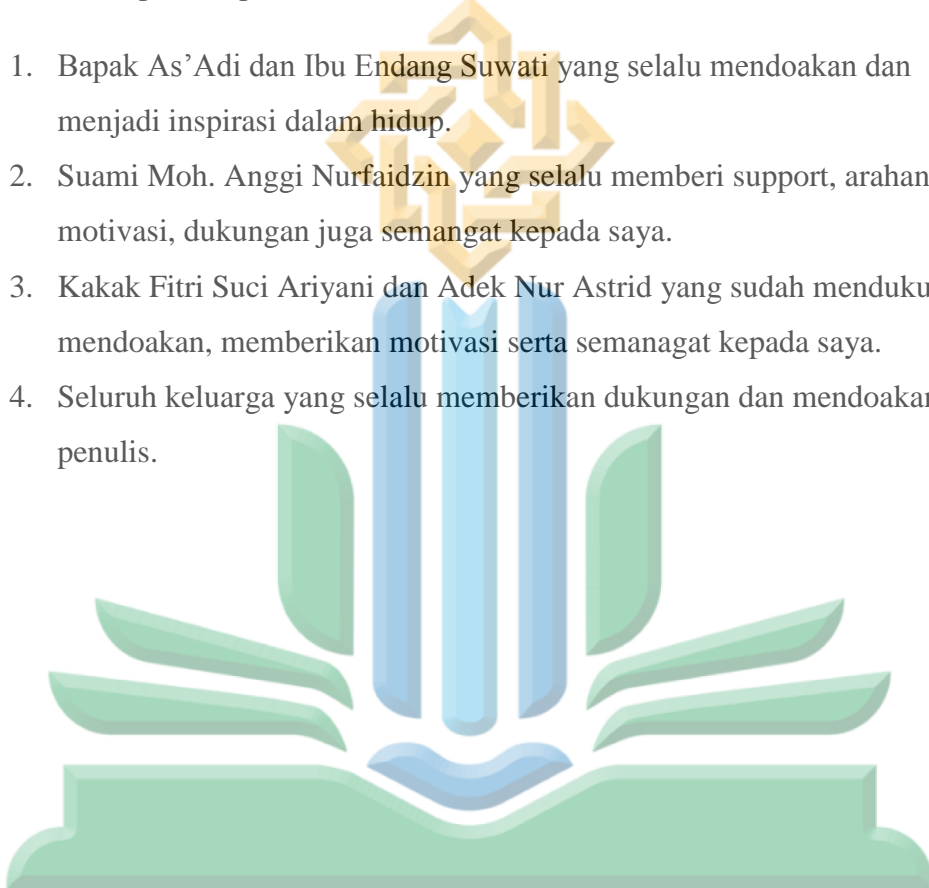 1. Bapak As’Adi dan Ibu Endang Suwati yang selalu mendoakan dan
menjadi inspirasi dalam hidup.
2. Suami Moh. Anggi Nurfaidzin yang selalu memberi support, arahan
motivasi, dukungan juga semangat kepada saya.
3. Kakak Fitri Suci Ariyani dan Adek Nur Astrid yang sudah menduku
mendoakan, memberikan motivasi serta semanagat kepada saya.
4. Seluruh keluarga yang selalu memberikan dukungan dan mendoakan
penulis.